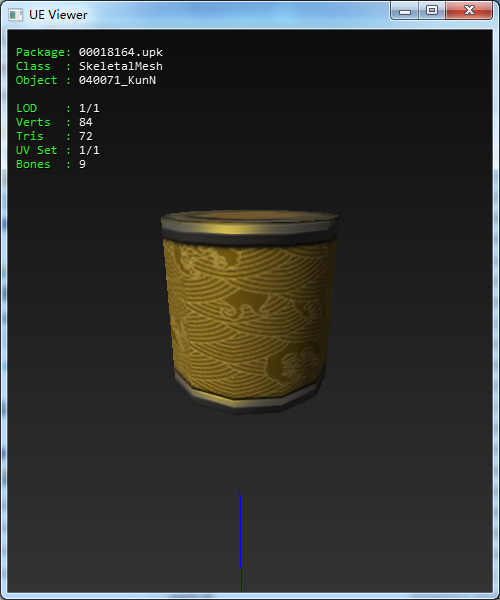 UE Viewer
Package: 00018164.upk
Class  : SkeletalMesh
Object : 040071_KunN
LOD    : 1/1
Verts  : 84
Tris   : 72
UV Set : 1/1
Bones  : 9